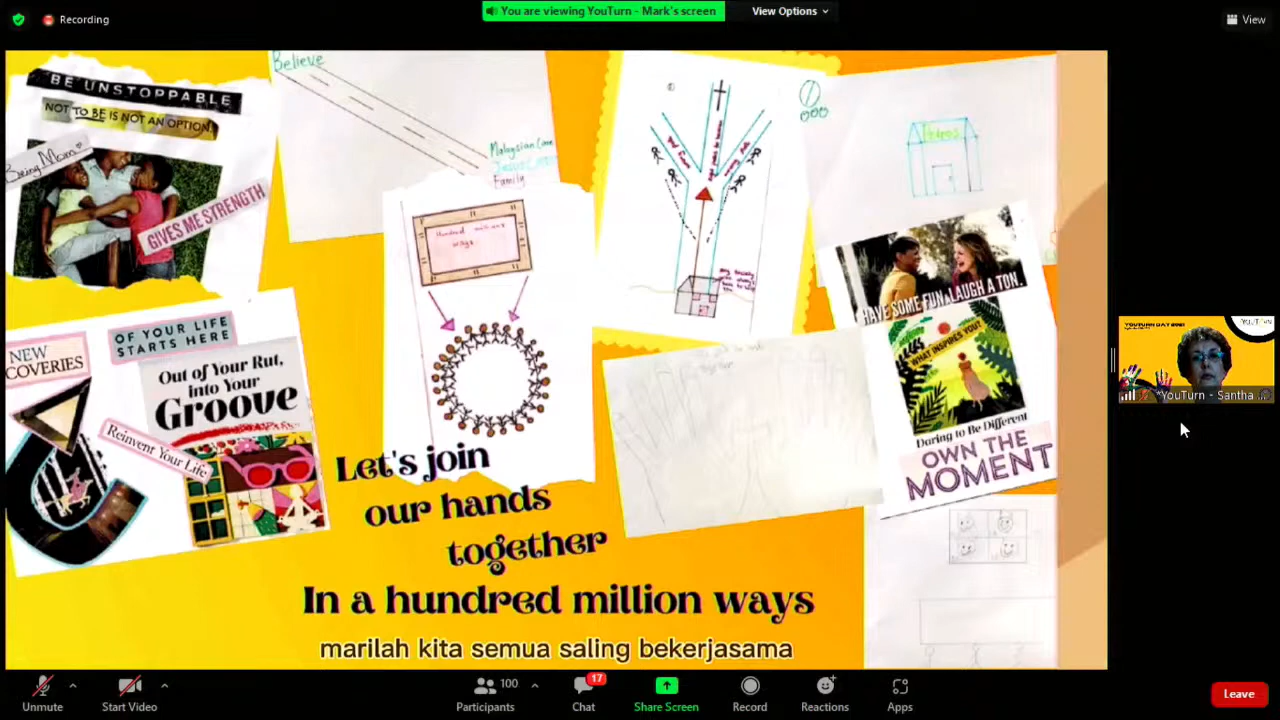 Recording
You are viewing YouTurn - Mark's screen
View Options
View
BE UNSTOPPABLE
NOT TO BE IS NOT AN OPTION!
Being Mom
GIVES ME STRENGTH
Believe
Malaysian Care
Family
Hundred millions
ways
Petros
HAVE SOME FUN, LAUGH A TON.
WHAT INSPIRES YOU?
Daring to Be Different
OWN THE
MOMENT
NEW
COVERIES
OF YOUR LIFE
STARTS HERE
Out of Your Rut,
into Your
Groove
Reinvent Your Life
Let's join
our hands
together
In a hundred million ways
marilah kita semua saling bekerjasama
YouTurn - Santha ...
Unmute
Start Video
100
Participants
17
Chat
Share Screen
Record
Reactions
Apps
Leave